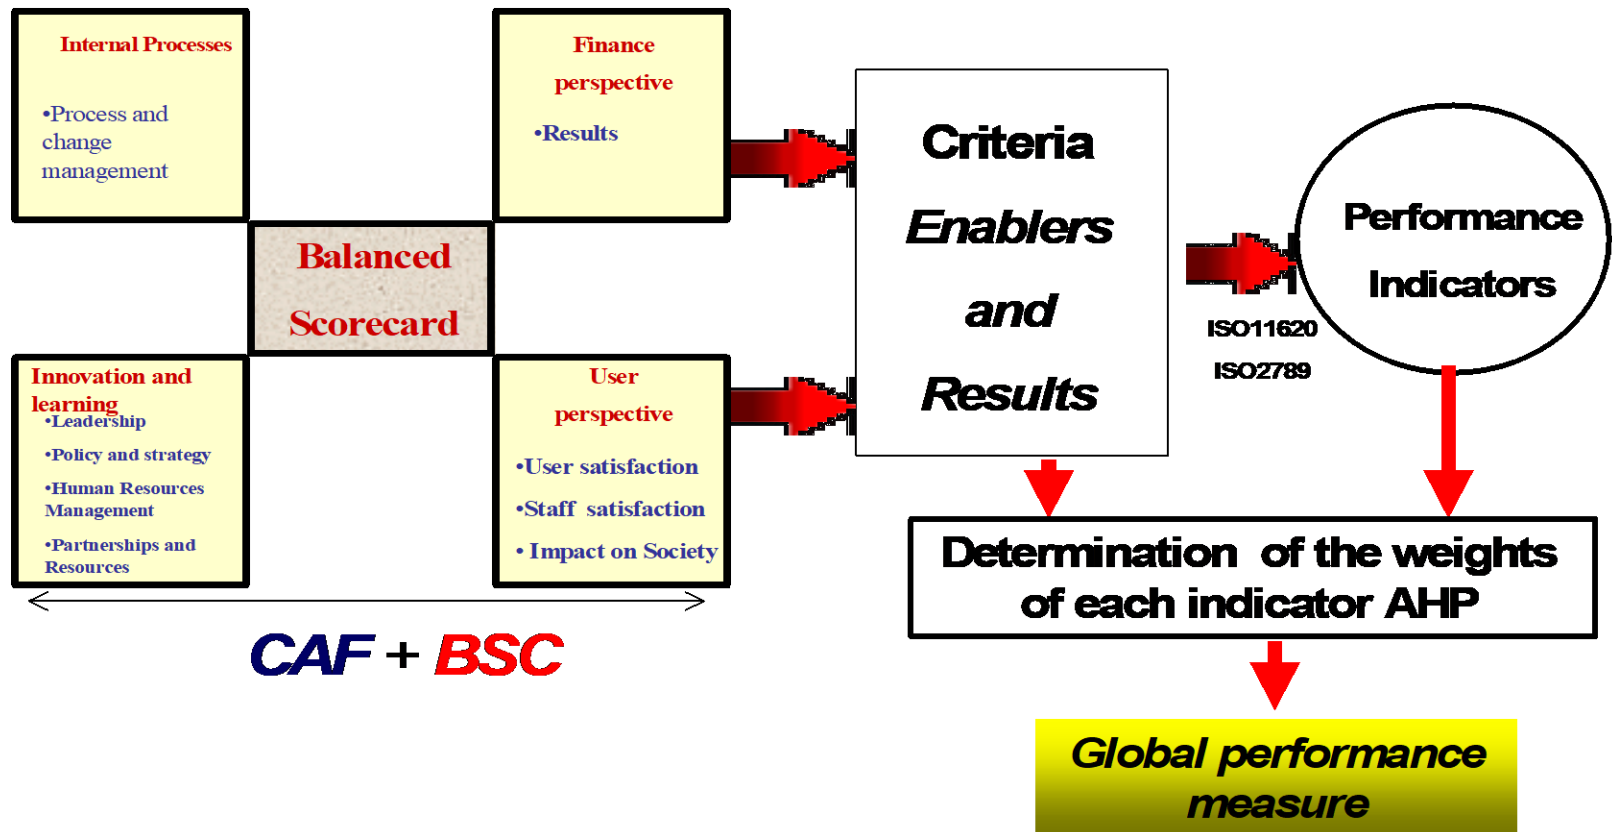 Internal Processes
•Process and
change
management
Finance
perspective
•Results
Balanced
Scorecard
Innovation and
learning
•Leadership
•Policy and strategy
•Human Resources
Management
•Partnerships and
Resources
User
perspective
•User satisfaction
•Staff satisfaction
• Impact on Society
CAF + BSC
Criteria
Enablers
and
Results
ISO11620
ISO2789
Performance
Indicators
Determination of the weights
of each indicator AHP
Global performance
measure